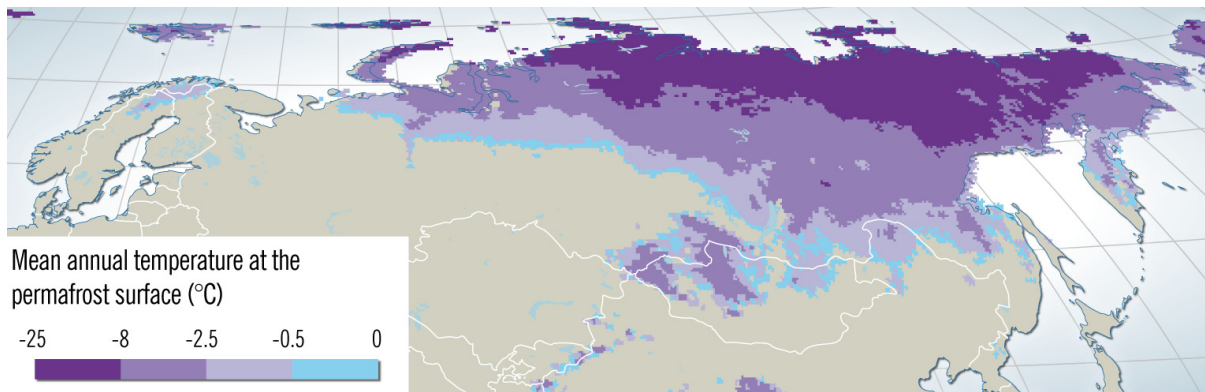 Mean annual temperature at the
permafrost surface (°C)
-25 -8 -2.5 -0.5 0